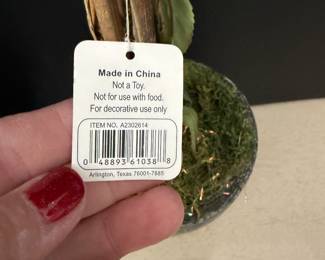 Made in China
Not a Toy.
Not for use with food.
For decorative use only
ITEM NO. A2302614
0 48893 61038 8
Arlington, Texas 76001-7885